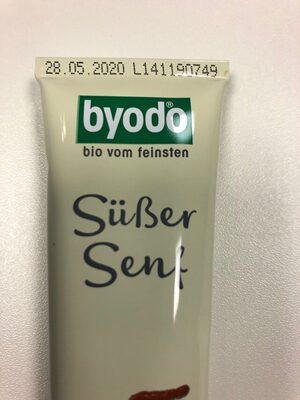 28.05.2020 L141190749
byodo®
bio vom feinsten
Süßer
Senf